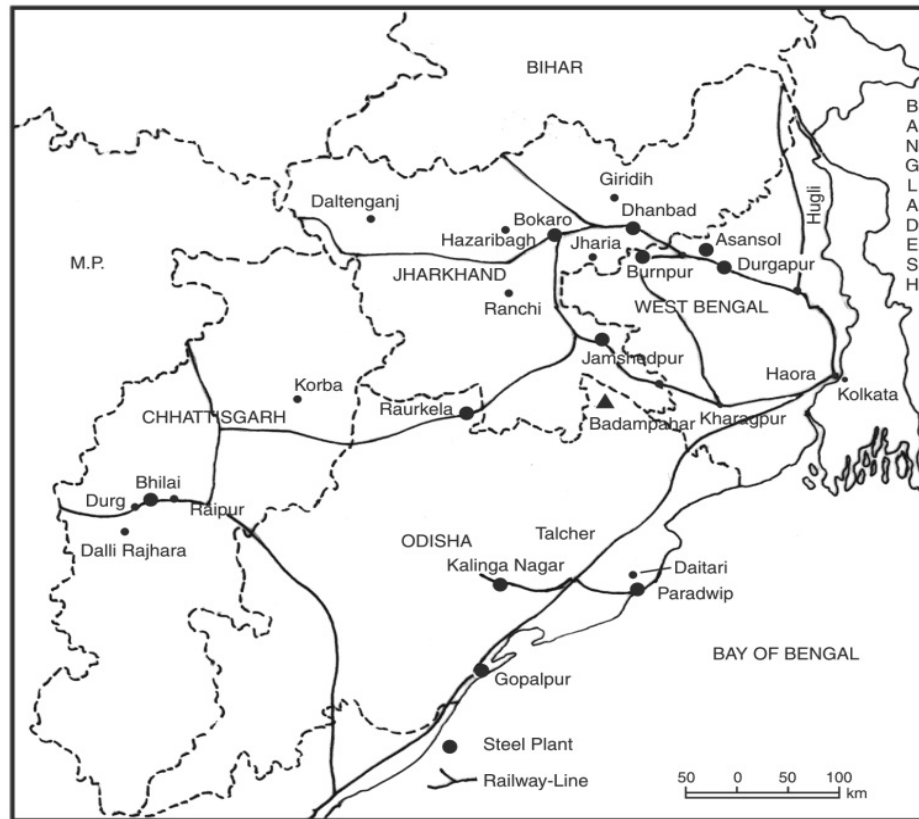 BIHAR
BANGLADESH
Giridih
Daltenganj
Hugli
Bokaro
Dhanbad
Hazaribagh
Jharia
Asansol
M.P.
JHARKHAND
Burnpur
Durgapur
Ranchi
WEST BENGAL
Jamshedpur
Korba
Haora
Kolkata
CHHATTISGARH
Raurkela
Badampahar
Kharagpur
Bhilai
Durg
Raipur
Dalli Rajhara
ODISHA
Talcher
Kalinga Nagar
Daitari
Paradwip
BAY OF BENGAL
Gopalpur
Steel Plant
Railway-Line
50 0 50 100
km